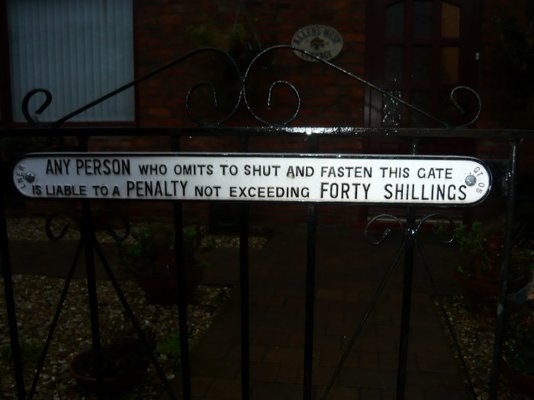 ANY PERSON WHO OMITS TO SHUT AND FASTEN THIS GATE
IS LIABLE TO A PENALTY NOT EXCEEDING FORTY SHILLINGS